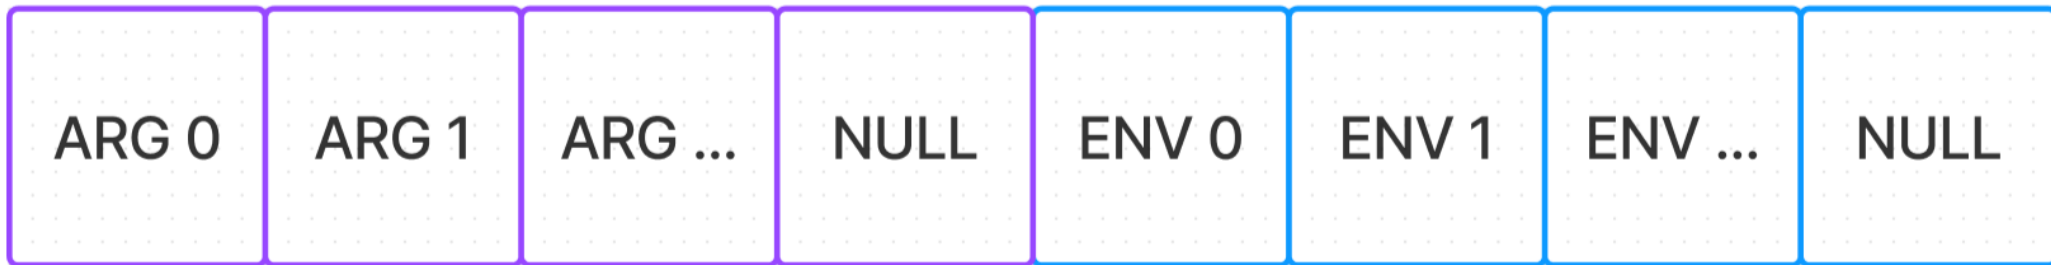 ARG 0 ARG 1 ARG ... NULL ENV 0 ENV 1 ENV ... NULL